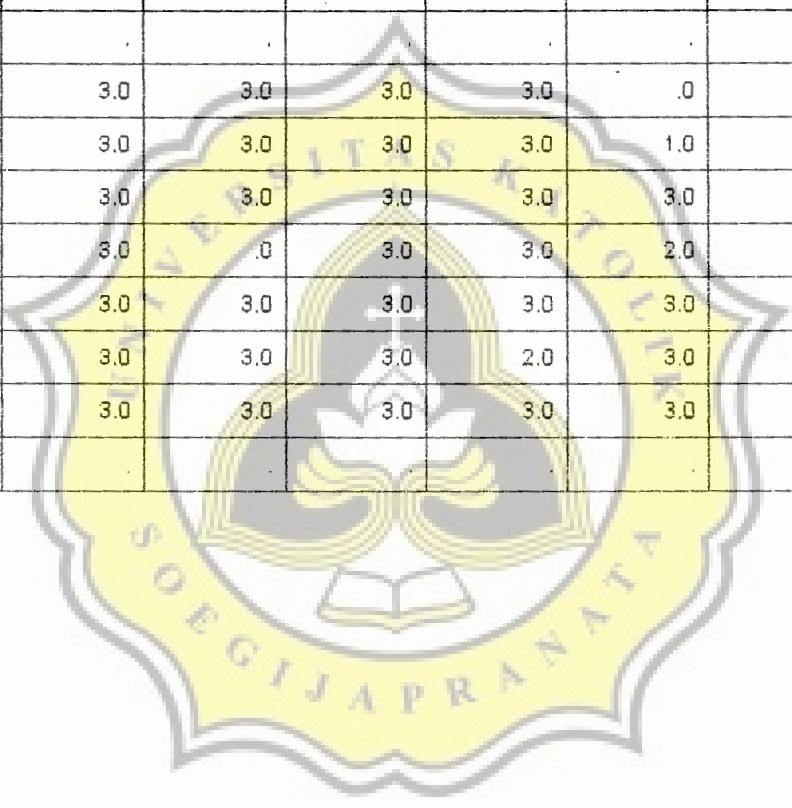 . . . . .
3.0 3.0 3.0 3.0 .0
3.0 3.0 3.0 3.0 1.0
3.0 3.0 3.0 3.0 3.0
3.0 .0 3.0 3.0 2.0
3.0 3.0 3.0 3.0 3.0
3.0 3.0 3.0 2.0 3.0
3.0 3.0 3.0 3.0 3.0
. . . . .
UNIVERSITAS KATOLIK
SOEGIJAPRANATA